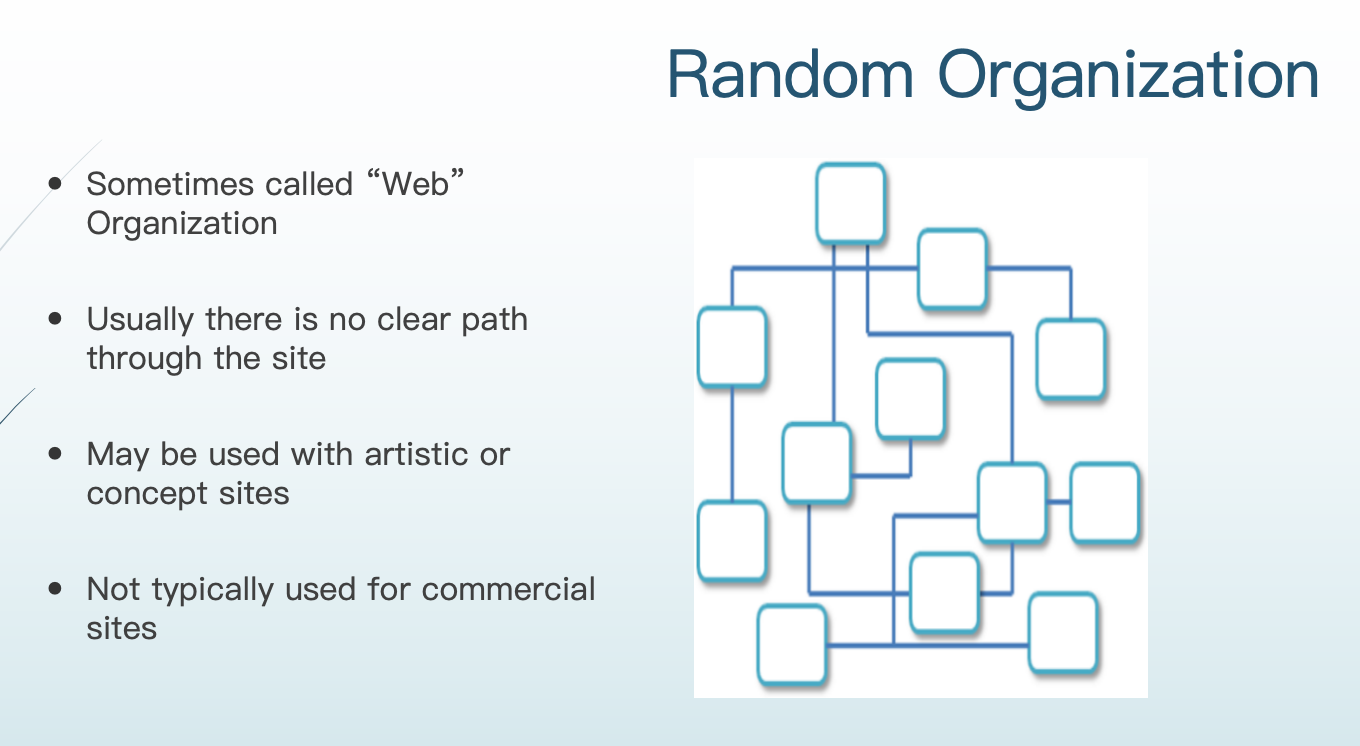 Random Organization
• Sometimes called “Web”
Organization
• Usually there is no clear path
through the site
• May be used with artistic or
concept sites
• Not typically used for commercial
sites